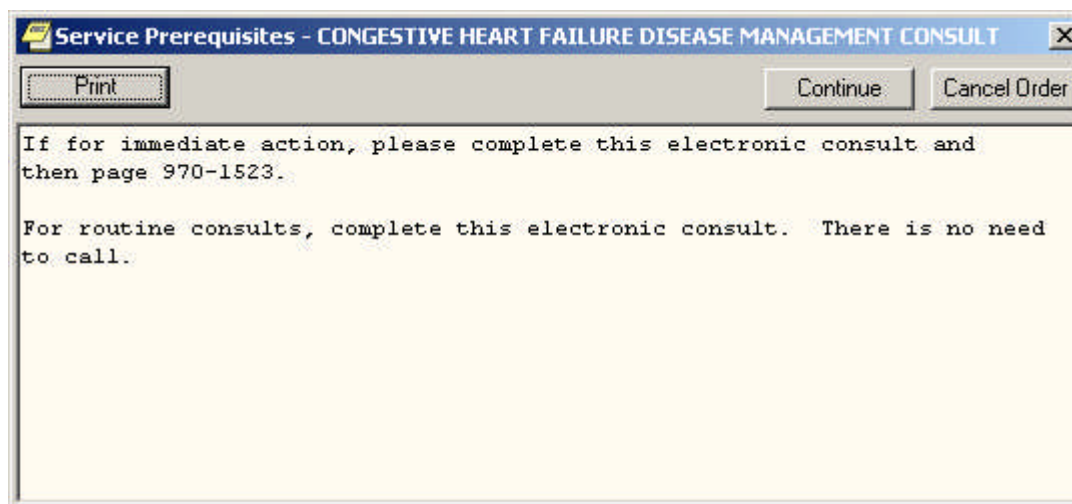 Service Prerequisites - CONGESTIVE HEART FAILURE DISEASE MANAGEMENT CONSULT
Print Continue Cancel Order
If for immediate action, please complete this electronic consult and
then page 970-1523.
For routine consults, complete this electronic consult.  There is no need
to call.